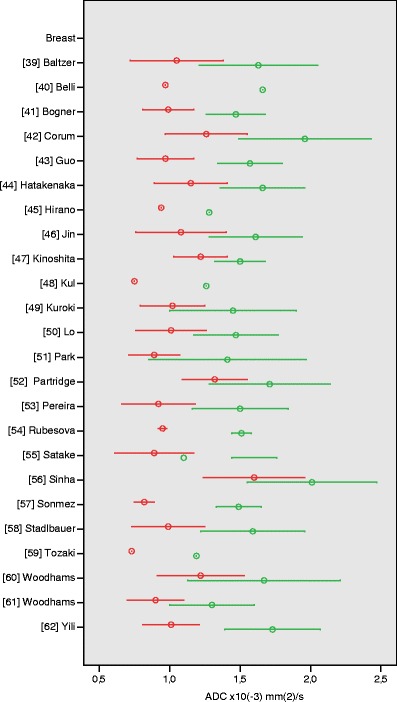 Breast
[39] Baltzer
[40] Belli
[41] Bogner
[42] Corum
[43] Guo
[44] Hatakenaka
[45] Hirano
[46] Jin
[47] Kinoshita
[48] Kul
[49] Kuroki
[50] Lo
[51] Park
[52] Partridge
[53] Pereira
[54] Rubesova
[55] Satake
[56] Sinha
[57] Sonmez
[58] Stadlbauer
[59] Tozaki
[60] Woodhams
[61] Woodhams
[62] Yili
0,5 1,0 1,5 2,0 2,5
ADC x10(-3) mm(2)/s